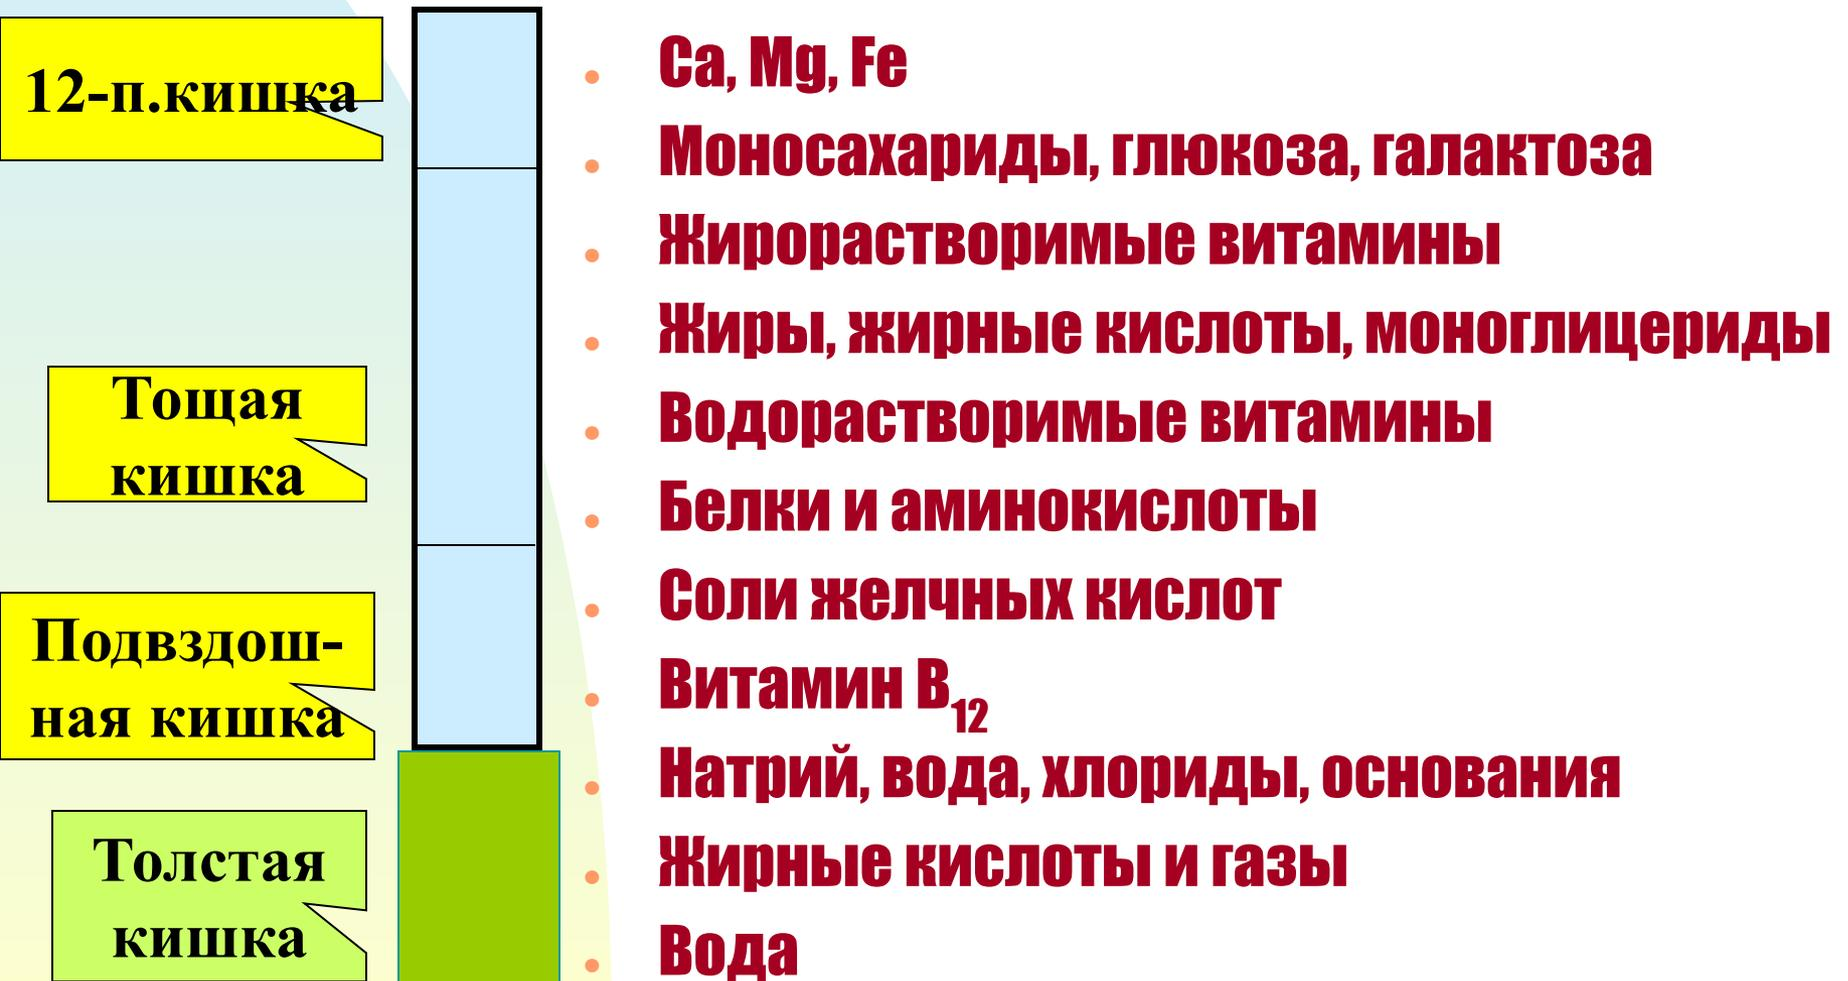 12-п.кишка
Тощая
кишка
Подвздош-
ная кишка
Толстая
кишка
Ca, Mg, Fe
Моносахариды, глюкоза, галактоза
Жирорастворимые витамины
Жиры, жирные кислоты, моноглицериды
Водорастворимые витамины
Белки и аминокислоты
Соли желчных кислот
Витамин В12
Натрий, вода, хлориды, основания
Жирные кислоты и газы
Вода